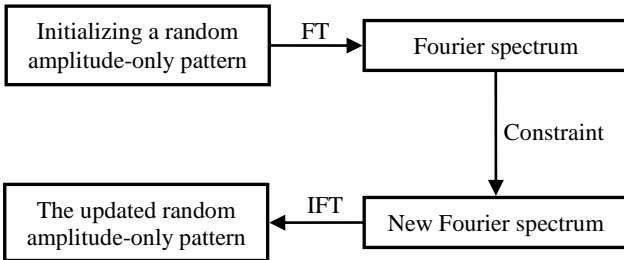 Initializing a random
amplitude-only pattern
FT
Fourier spectrum
Constraint
The updated random
amplitude-only pattern
IFT
New Fourier spectrum